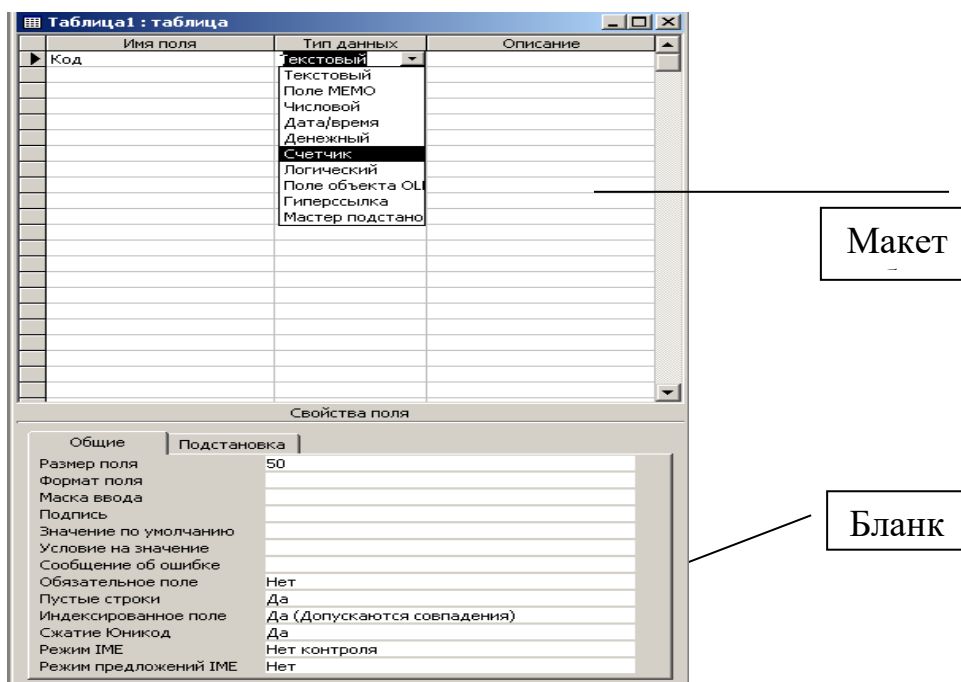 Таблица1 : таблица
Имя поля Тип данных Описание
Код Текстовый
Текстовый
Поле MEMO
Числовой
Дата/время
Денежный
Счетчик
Логический
Поле объекта OLI
Гиперссылка
Мастер подстано
Макет
Свойства поля
Общие Подстановка
Размер поля 50
Формат поля
Маска ввода
Подпись
Значение по умолчанию
Условие на значение
Сообщение об ошибке
Обязательное поле Нет
Пустые строки Да
Индексированное поле Да (Допускаются совпадения)
Сжатие Юникод Да
Режим IME Нет контроля
Режим предложений IME Нет
Бланк